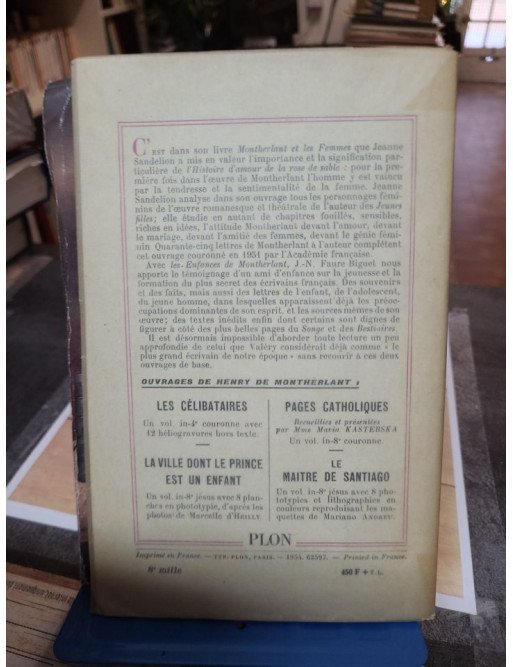 C'EST dans son livre Montherlant et les Femmes que Jeanne
Sandelion a mis en valeur l'importance et la signification par-
ticulière de l'Histoire d'amour de la rose de sable : pour la pre-
mière fois dans l'œuvre de Montherlant l'homme y est valorisé
par la tendresse et la sentimentalité de la femme. Jeanne
Sandelion analyse dans son ouvrage tous les personnages fémi-
nins de l'œuvre romanesque et théâtrale de l'auteur des Jeunes
filles; elle étudie en autant de chapitres fouillés, sensibles,
riches en idées, l'attitude de Montherlant devant l'amour, devant
le mariage, devant l'amitié des femmes, devant le génie fémi-
nin. Quarante-cinq lettres de Montherlant à l'auteur complètent
cet ouvrage couronné en 1951 par l'Académie française.
Avec les Enfances de Montherlant, J.-N. Faure Biguet nous
apporte le témoignage d'un ami d'enfance sur la jeunesse et la
formation du plus secret des écrivains français. Des souvenirs
et des faits, mais aussi des lettres de l'enfant, de l'adolescent,
du jeune homme, dans lesquelles apparaissent déjà les préoc-
cupations dominantes de son esprit, et les sources mêmes de son
œuvre; des textes inédits enfin dont certains sont dignes de
figurer à côté des plus belles pages du Songe et des Bestiaires.
Il est désormais impossible d'aborder toute lecture un peu
approfondie de celui que Valéry considérait déjà comme « le
plus grand écrivain de notre époque » sans recourir à ces deux
ouvrages de base.
OUVRAGES DE HENRY DE MONTHERLANT :
LES CÉLIBATAIRES
Un vol. in-4° couronne avec
12 héliogravures hors texte.
LA VILLE DONT LE PRINCE
EST UN ENFANT
Un vol. in-8° jésus avec 8 plan-
ches en phototypie, d'après les
photos de Marcelle d'HEILLY.
PAGES CATHOLIQUES
Recueillies et présentées
par Mme Marie KASTERSKA
Un vol. in-8° couronne.
LE
MAITRE DE SANTIAGO
Un vol. in-8° jésus avec 8 pho-
totypies et lithographies en
couleurs reproduisant les ma-
quettes de Mariano ANDREU.
PLON
Imprimé en France. — TYP. PLON, PARIS. — 1954. 62597. — Printed in France.
8e mille
450 F + T.L.